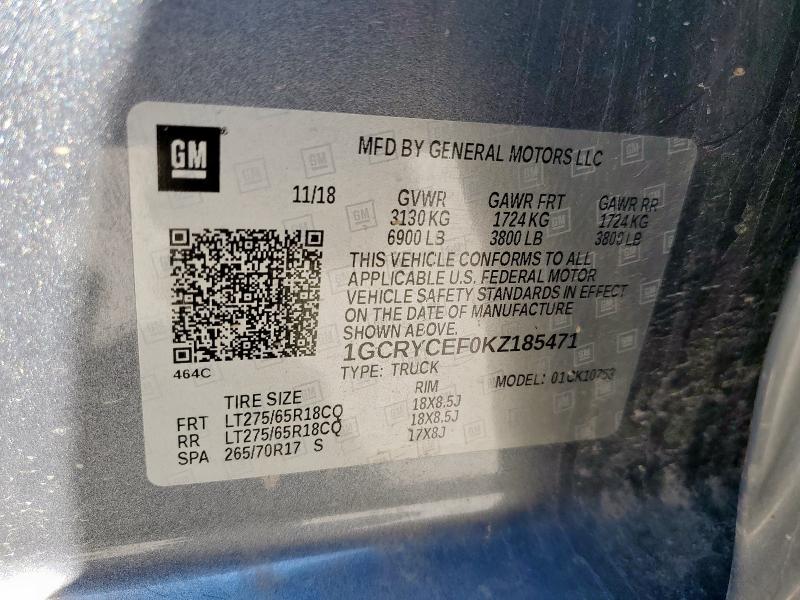 GM
MFD BY GENERAL MOTORS LLC
11/18
GVWR GAWR FRT GAWR RR
3130 KG 1724 KG 1724 KG
6900 LB 3800 LB 3800 LB
THIS VEHICLE CONFORMS TO ALL
APPLICABLE U.S. FEDERAL MOTOR
VEHICLE SAFETY STANDARDS IN EFFECT
ON THE DATE OF MANUFACTURE
SHOWN ABOVE.
1GCRYCEF0KZ185471
464C
TYPE: TRUCK MODEL: 01CK10753
TIRE SIZE RIM
FRT LT275/65R18CQ 18X8.5J
RR LT275/65R18CQ 18X8.5J
SPA 265/70R17 S 17X8J